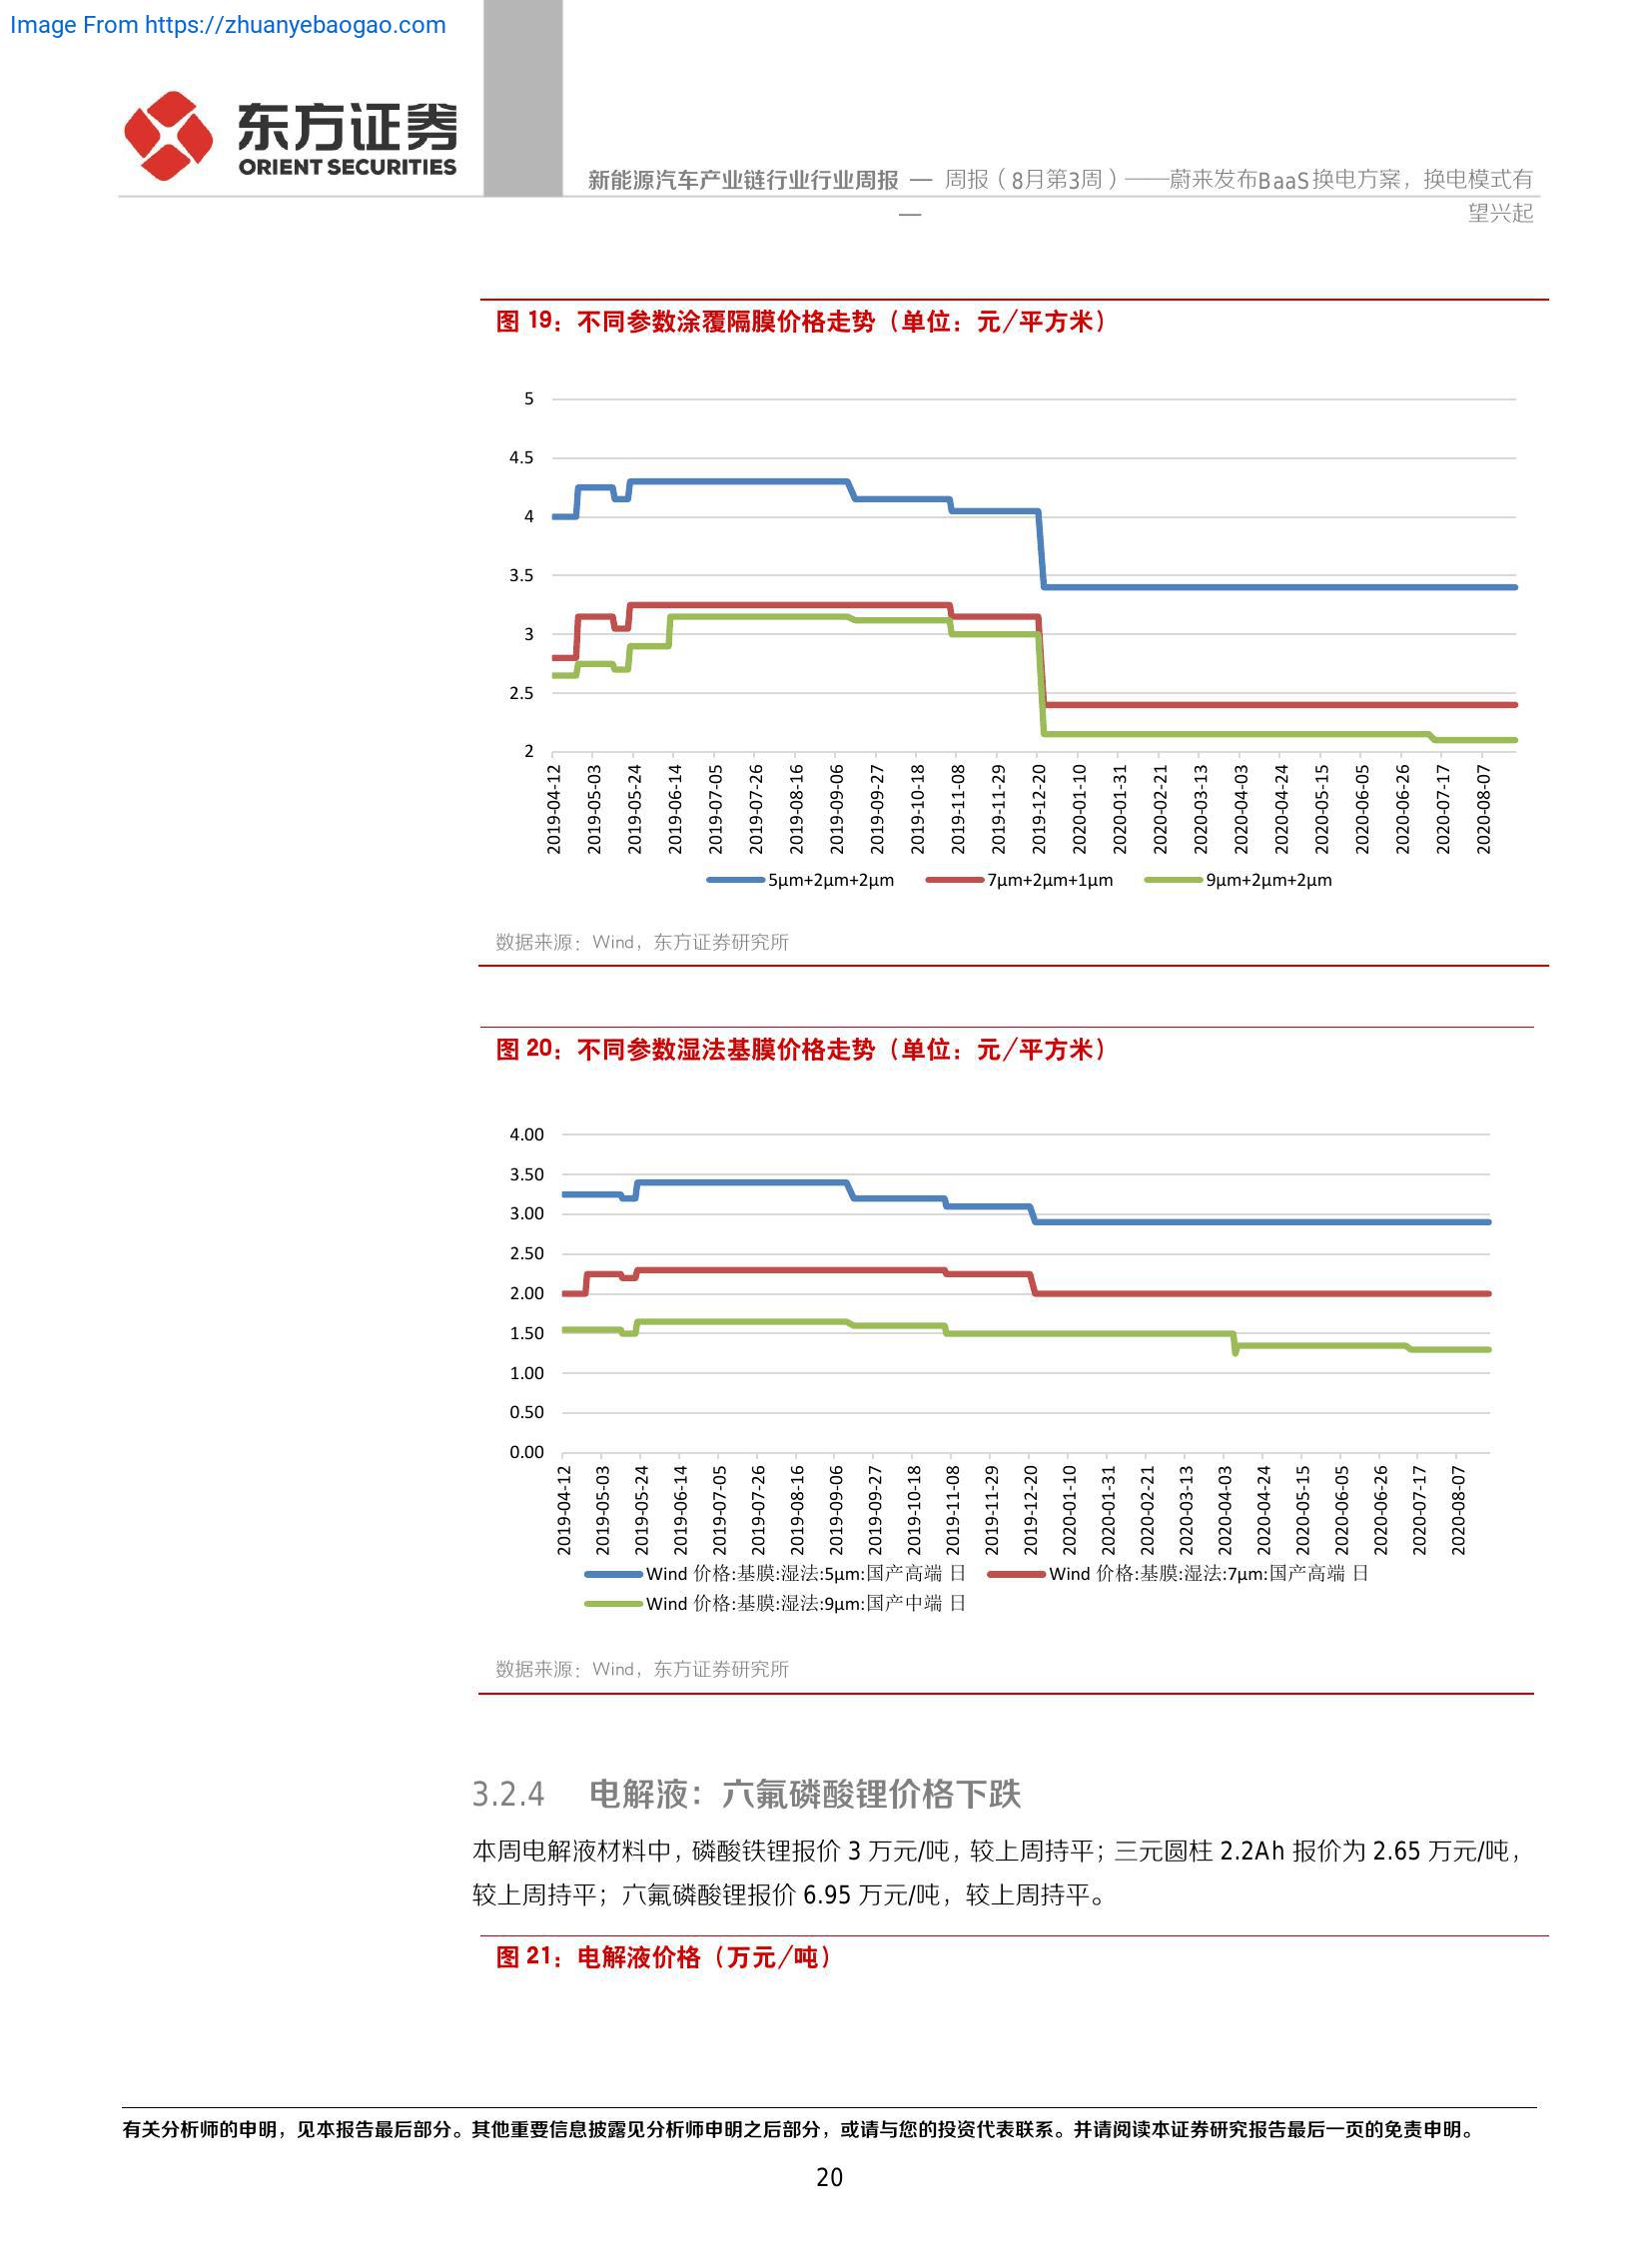 Image From https://zhuanyebaogao.com
东方证券
ORIENT SECURITIES
新能源汽车产业链行业行业周报 — 周报（8月第3周）——蔚来发布BaaS换电方案，换电模式有
— 望兴起
图 19：不同参数涂覆隔膜价格走势（单位：元/平方米）
5
4.5
4
3.5
3
2.5
2
2019-04-12 2019-05-03 2019-05-24 2019-06-14 2019-07-05 2019-07-26 2019-08-16 2019-09-06 2019-09-27 2019-10-18 2019-11-08 2019-11-29 2019-12-20 2020-01-10 2020-01-31 2020-02-21 2020-03-13 2020-04-03 2020-04-24 2020-05-15 2020-06-05 2020-06-26 2020-07-17 2020-08-07
5μm+2μm+2μm 7μm+2μm+1μm 9μm+2μm+2μm
数据来源：Wind，东方证券研究所
图 20：不同参数湿法基膜价格走势（单位：元/平方米）
4.00
3.50
3.00
2.50
2.00
1.50
1.00
0.50
0.00
2019-04-12 2019-05-03 2019-05-24 2019-06-14 2019-07-05 2019-07-26 2019-08-16 2019-09-06 2019-09-27 2019-10-18 2019-11-08 2019-11-29 2019-12-20 2020-01-10 2020-01-31 2020-02-21 2020-03-13 2020-04-03 2020-04-24 2020-05-15 2020-06-05 2020-06-26 2020-07-17 2020-08-07
Wind 价格:基膜:湿法:5μm:国产高端 日 Wind 价格:基膜:湿法:7μm:国产高端 日
Wind 价格:基膜:湿法:9μm:国产中端 日
数据来源：Wind，东方证券研究所
3.2.4 电解液：六氟磷酸锂价格下跌
本周电解液材料中，磷酸铁锂报价 3 万元/吨，较上周持平；三元圆柱 2.2Ah 报价为 2.65 万元/吨，
较上周持平；六氟磷酸锂报价 6.95 万元/吨，较上周持平。
图 21：电解液价格（万元/吨）
有关分析师的申明，见本报告最后部分。其他重要信息披露见分析师申明之后部分，或请与您的投资代表联系。并请阅读本证券研究报告最后一页的免责申明。
20